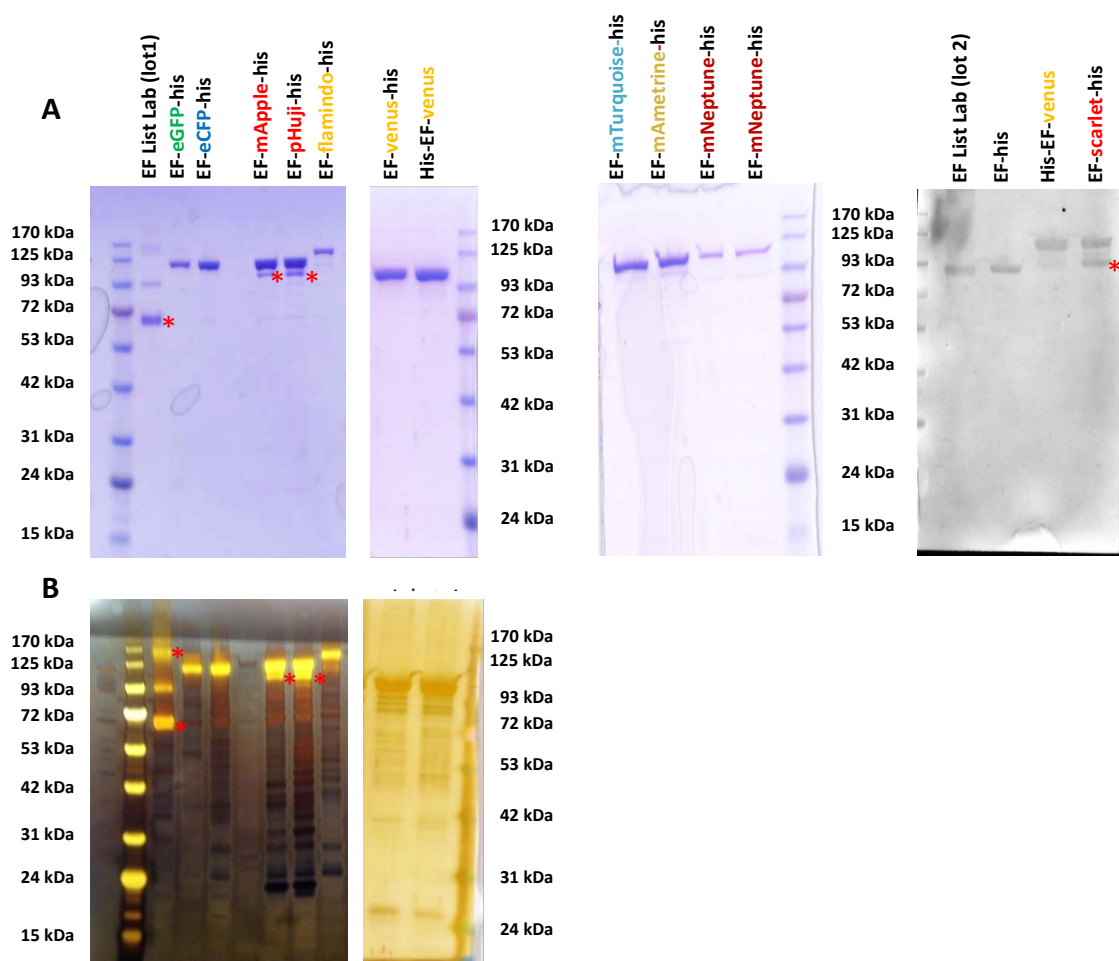 A
EF List Lab (lot1)
EF-eGFP-his
EF-eCFP-his
EF-mApple-his
EF-pHuji-his
EF-flamindo-his
EF-venus-his
His-EF-venus
EF-mTurquoise-his
EF-mAmetrine-his
EF-mNeptune-his
EF-mNeptune-his
EF List Lab (lot 2)
EF-his
His-EF-venus
EF-scarlet-his
170 kDa
125 kDa
93 kDa
72 kDa
53 kDa
42 kDa
31 kDa
24 kDa
15 kDa
*
*
*
170 kDa
125 kDa
93 kDa
72 kDa
53 kDa
42 kDa
31 kDa
24 kDa
170 kDa
125 kDa
93 kDa
72 kDa
53 kDa
42 kDa
31 kDa
24 kDa
15 kDa
*
B
170 kDa
125 kDa
93 kDa
72 kDa
53 kDa
42 kDa
31 kDa
24 kDa
15 kDa
*
*
*
*
170 kDa
125 kDa
93 kDa
72 kDa
53 kDa
42 kDa
31 kDa
24 kDa